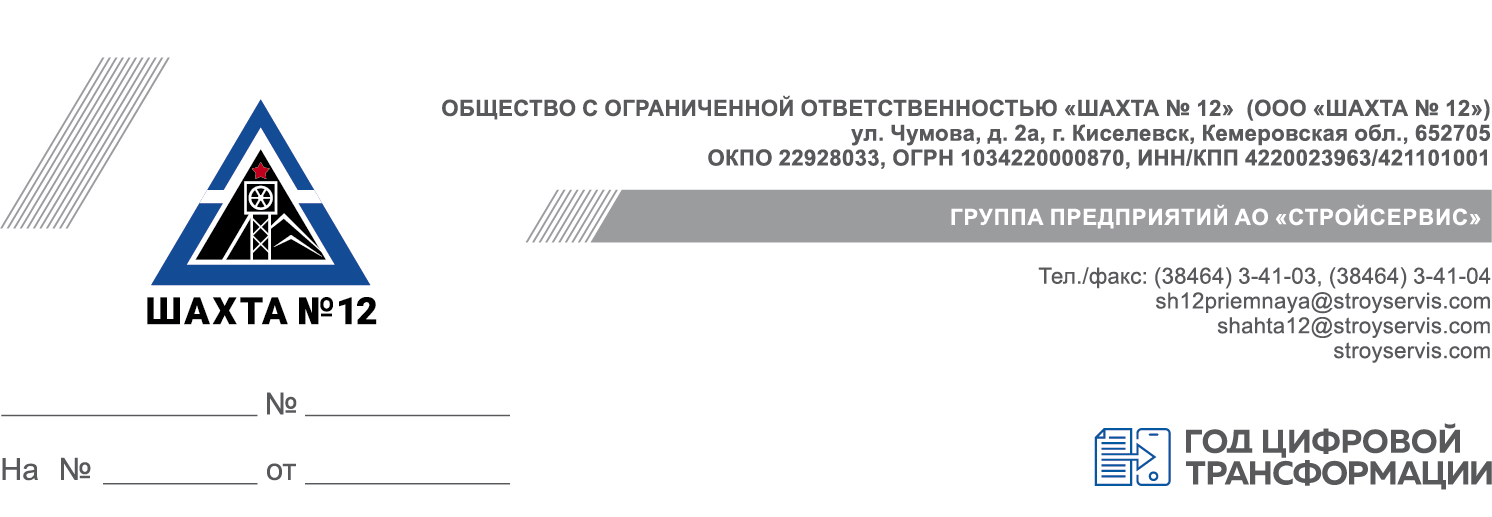 ОБЩЕСТВО С ОГРАНИЧЕННОЙ ОТВЕТСТВЕННОСТЬЮ «ШАХТА № 12» (ООО «ШАХТА № 12»)
ул. Чумова, д. 2а, г. Киселевск, Кемеровская обл., 652705
ОКПО 22928033, ОГРН 1034220000870, ИНН/КПП 4220023963/421101001
ГРУППА ПРЕДПРИЯТИЙ АО «СТРОЙСЕРВИС»
Тел./факс: (38464) 3-41-03, (38464) 3-41-04
sh12priemnaya@stroyservis.com
shahta12@stroyservis.com
stroyservis.com
ШАХТА №12
№
На № от
ГОД ЦИФРОВОЙ
ТРАНСФОРМАЦИИ